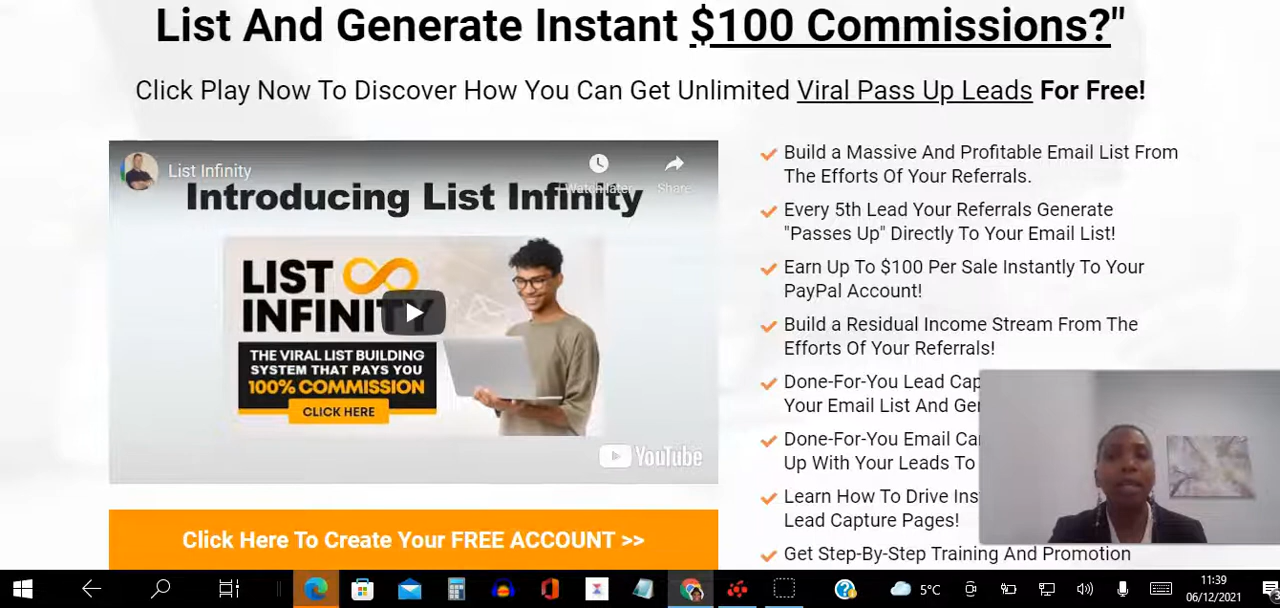 List And Generate Instant $100 Commissions?"
Click Play Now To Discover How You Can Get Unlimited Viral Pass Up Leads For Free!
List Infinity
Watch later
Share
Introducing List Infinity
LIST
INFINITY
THE VIRAL LIST BUILDING
SYSTEM THAT PAYS YOU
100% COMMISSION
CLICK HERE
YouTube
Click Here To Create Your FREE ACCOUNT >>
Build a Massive And Profitable Email List From
The Efforts Of Your Referrals.
Every 5th Lead Your Referrals Generate
"Passes Up" Directly To Your Email List!
Earn Up To $100 Per Sale Instantly To Your
PayPal Account!
Build a Residual Income Stream From The
Efforts Of Your Referrals!
Done-For-You Lead Cap
Your Email List And Ge
Done-For-You Email Ca
Up With Your Leads To
Learn How To Drive Ins
Lead Capture Pages!
Get Step-By-Step Training And Promotion
5°C
11:39
06/12/2021